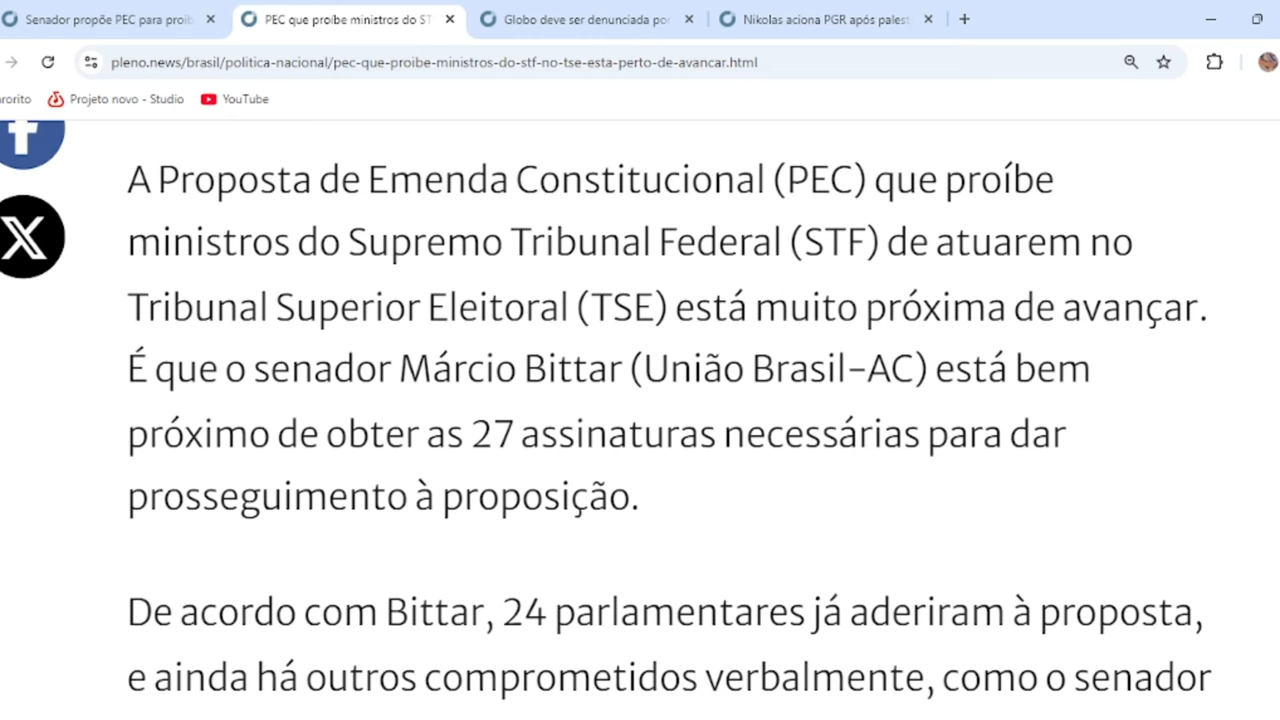 Senador propõe PEC para proib
PEC que proíbe ministros do ST
Globo deve ser denunciada por
Nikolas aciona PGR após palest
pleno.news/brasil/politica-nacional/pec-que-proibe-ministros-do-stf-no-tse-esta-perto-de-avancar.html
rorito
Projeto novo - Studio
YouTube
A Proposta de Emenda Constitucional (PEC) que proíbe
ministros do Supremo Tribunal Federal (STF) de atuarem no
Tribunal Superior Eleitoral (TSE) está muito próxima de avançar.
É que o senador Márcio Bittar (União Brasil–AC) está bem
próximo de obter as 27 assinaturas necessárias para dar
prosseguimento à proposição.
De acordo com Bittar, 24 parlamentares já aderiram à proposta,
e ainda há outros comprometidos verbalmente, como o senador